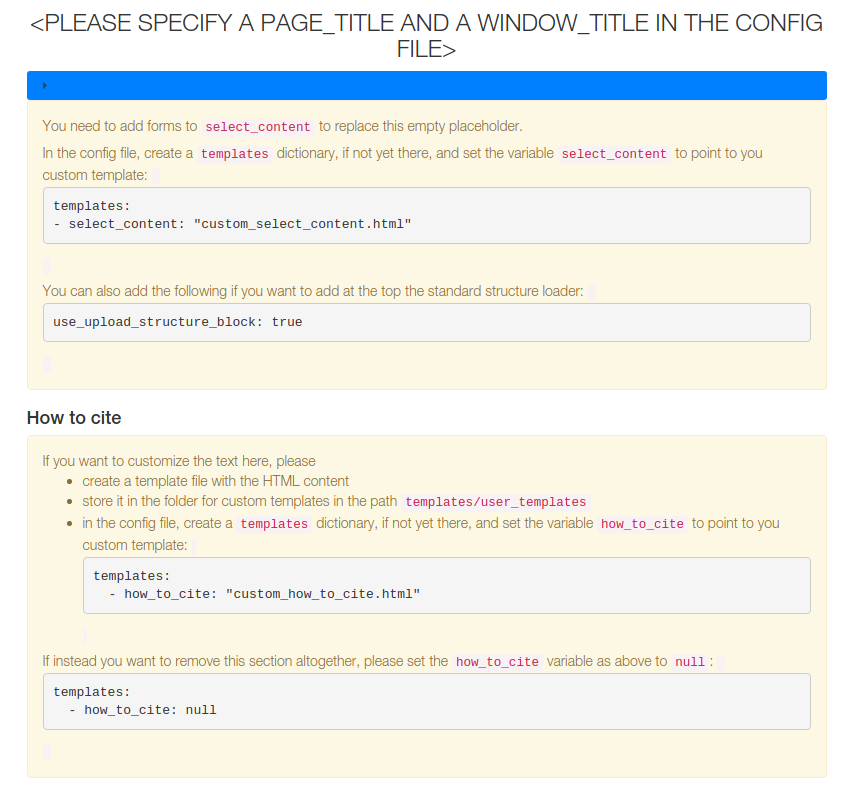 <PLEASE SPECIFY A PAGE_TITLE AND A WINDOW_TITLE IN THE CONFIG
FILE>
You need to add forms to select_content to replace this empty placeholder.
In the config file, create a templates dictionary, if not yet there, and set the variable select_content to point to you
custom template:
templates:
- select_content: "custom_select_content.html"
You can also add the following if you want to add at the top the standard structure loader:
use_upload_structure_block: true
How to cite
If you want to customize the text here, please
• create a template file with the HTML content
• store it in the folder for custom templates in the path templates/user_templates
• in the config file, create a templates dictionary, if not yet there, and set the variable how_to_cite to point to you
custom template:
templates:
  - how_to_cite: "custom_how_to_cite.html"
If instead you want to remove this section altogether, please set the how_to_cite variable as above to null :
templates:
  - how_to_cite: null